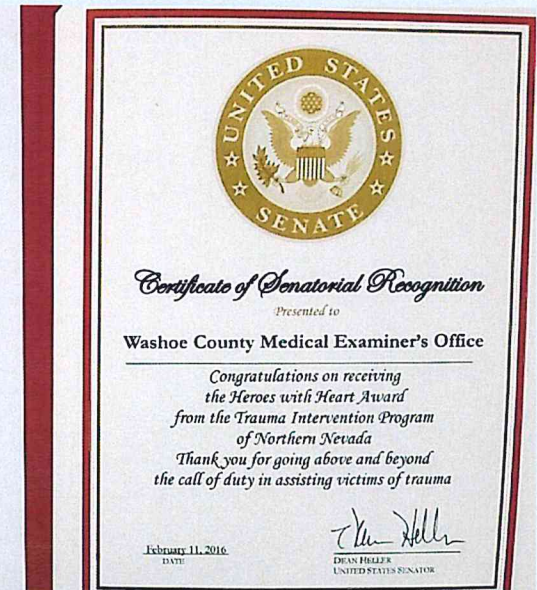 UNITED STATES
SENATE
Certificate of Senatorial Recognition
Presented to
Washoe County Medical Examiner's Office
Congratulations on receiving
the Heroes with Heart Award
from the Trauma Intervention Program
of Northern Nevada
Thank you for going above and beyond
the call of duty in assisting victims of trauma
Dean Heller
February 11, 2016
DATE
DEAN HELLER
UNITED STATES SENATOR